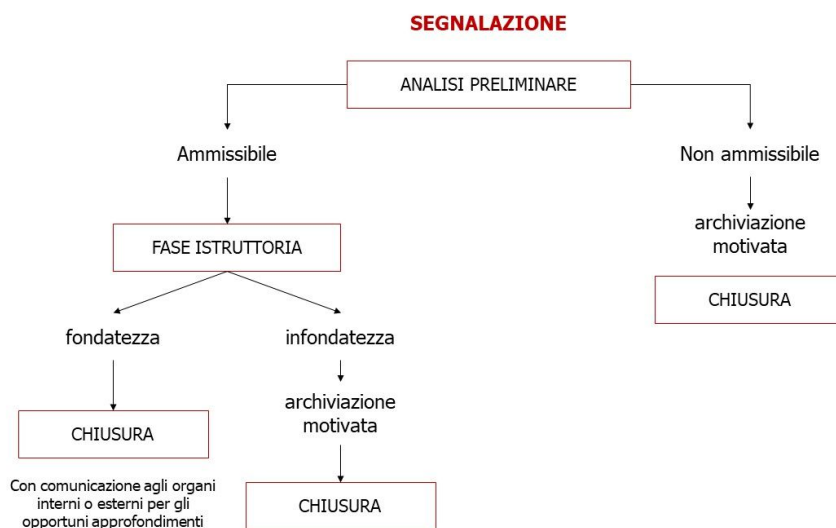 SEGNALAZIONE
ANALISI PRELIMINARE
Ammissibile
Non ammissibile
archiviazione
motivata
FASE ISTRUTTORIA
CHIUSURA
fondatezza
infondatezza
archiviazione
motivata
CHIUSURA
Con comunicazione agli organi
interni o esterni per gli
opportuni approfondimenti
CHIUSURA